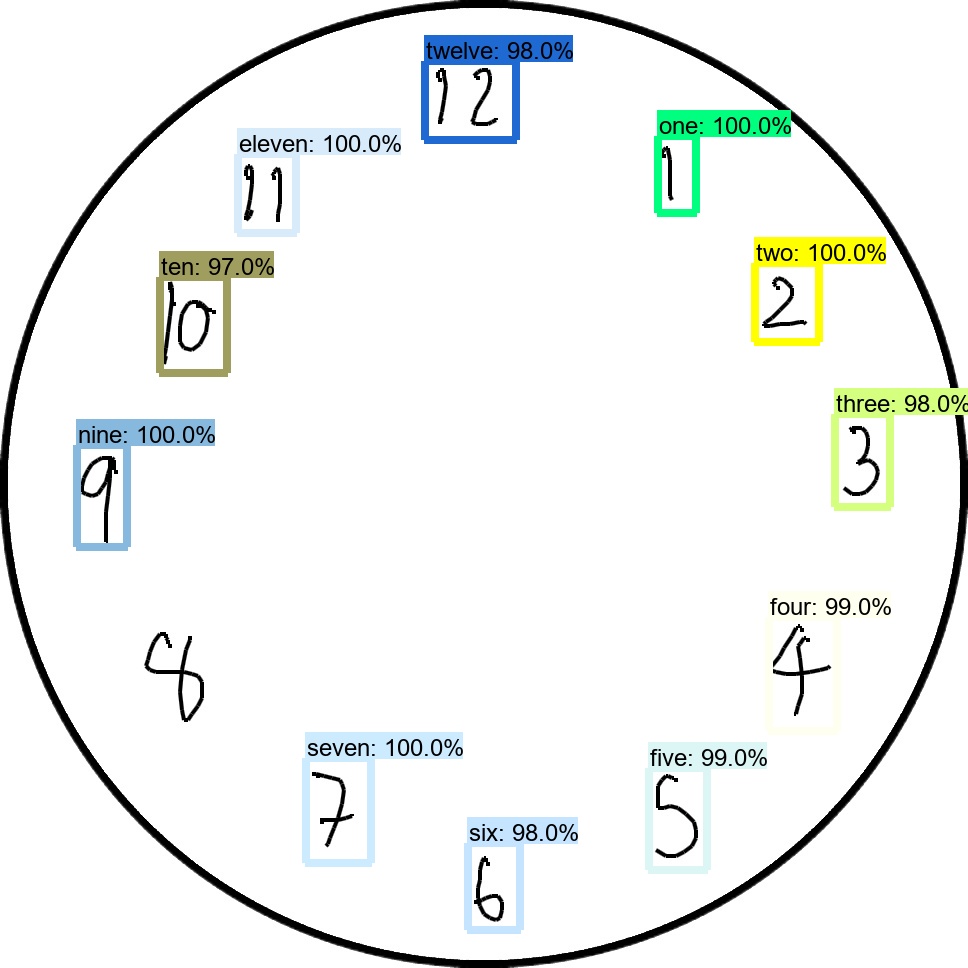 twelve: 98.0%
12
one: 100.0%
1
eleven: 100.0%
11
two: 100.0%
2
ten: 97.0%
10
three: 98.0%
3
nine: 100.0%
9
four: 99.0%
4
8
seven: 100.0%
7
five: 99.0%
5
six: 98.0%
6